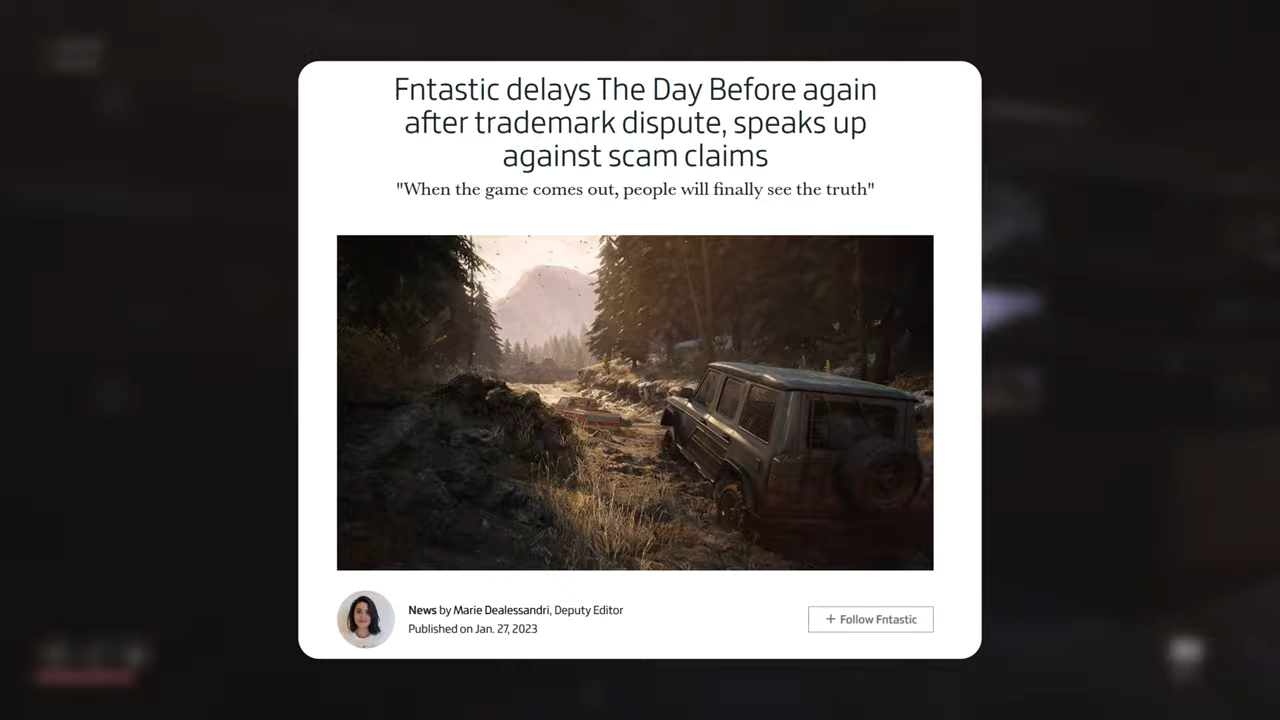 Fntastic delays The Day Before again
after trademark dispute, speaks up
against scam claims
"When the game comes out, people will finally see the truth"
News by Marie Dealessandri, Deputy Editor
Published on Jan. 27, 2023
+ Follow Fntastic